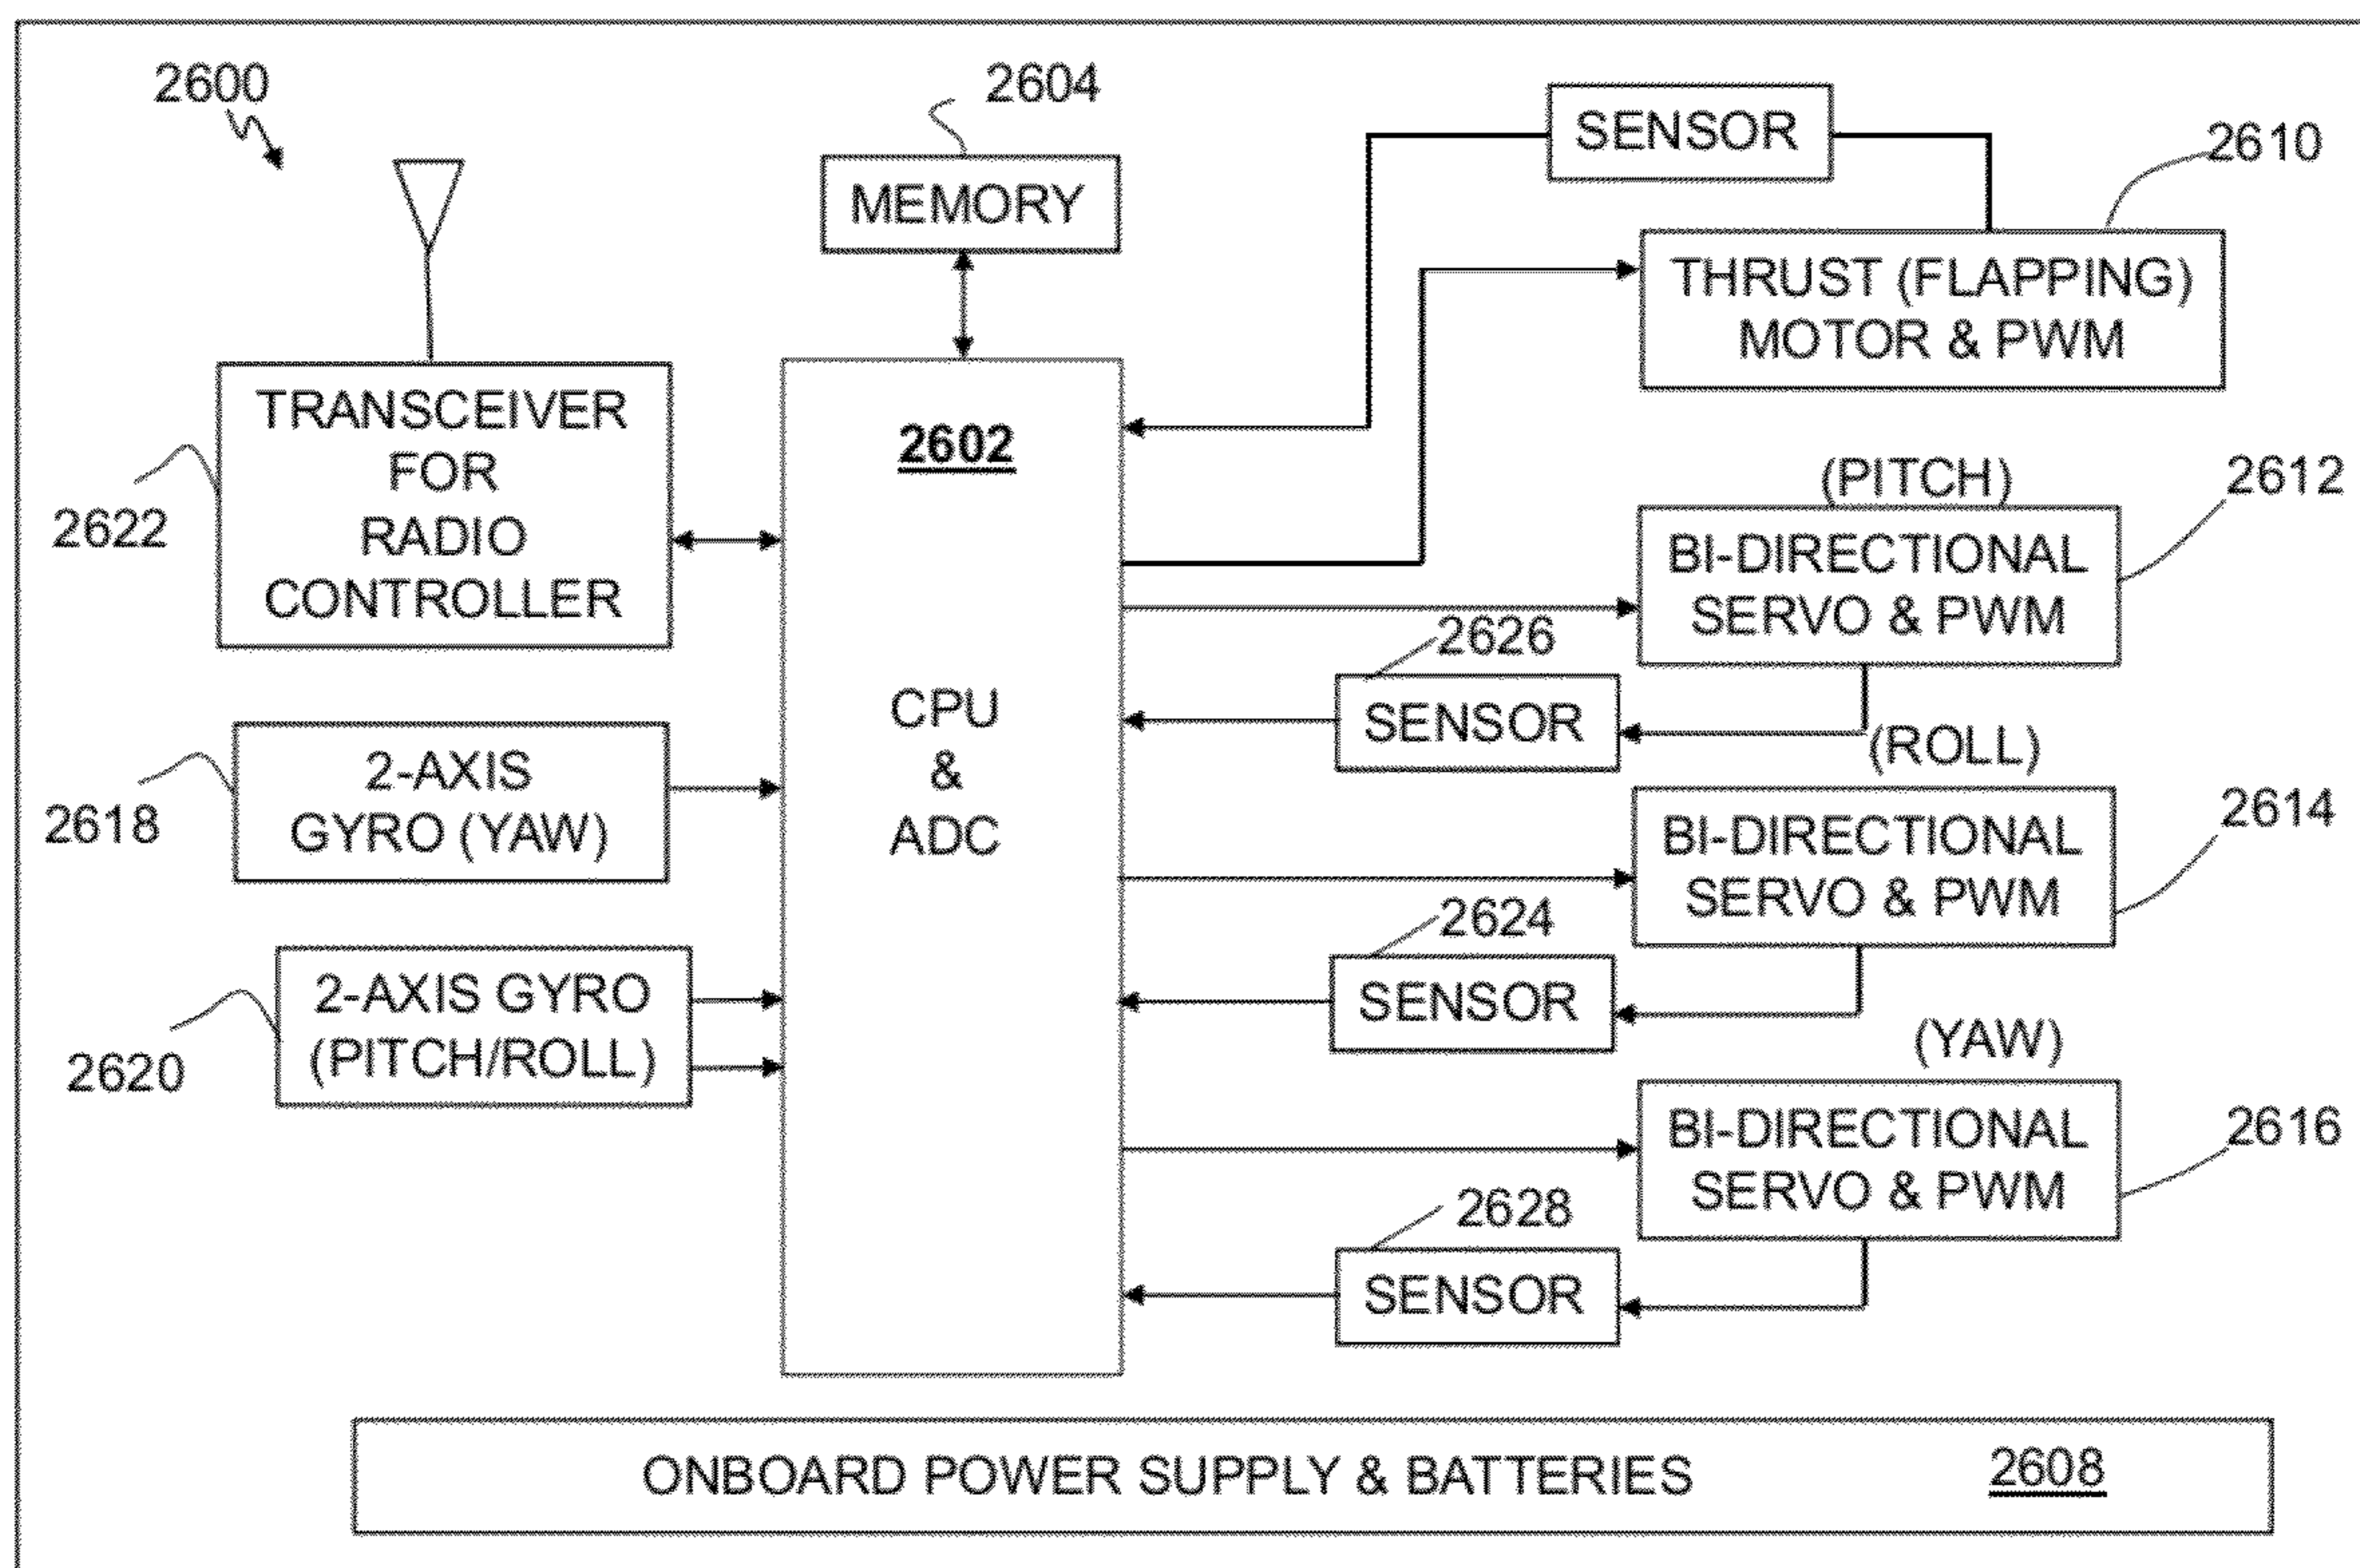 2600
2604
MEMORY
SENSOR
2610
THRUST (FLAPPING)
MOTOR & PWM
TRANSCEIVER
FOR
RADIO
CONTROLLER
2622
2602
CPU
&
ADC
(PITCH)
2612
BI-DIRECTIONAL
SERVO & PWM
2626
SENSOR
2-AXIS
GYRO (YAW)
2618
(ROLL)
2614
BI-DIRECTIONAL
SERVO & PWM
2624
SENSOR
2-AXIS GYRO
(PITCH/ROLL)
2620
(YAW)
BI-DIRECTIONAL
SERVO & PWM
2616
2628
SENSOR
ONBOARD POWER SUPPLY & BATTERIES 2608